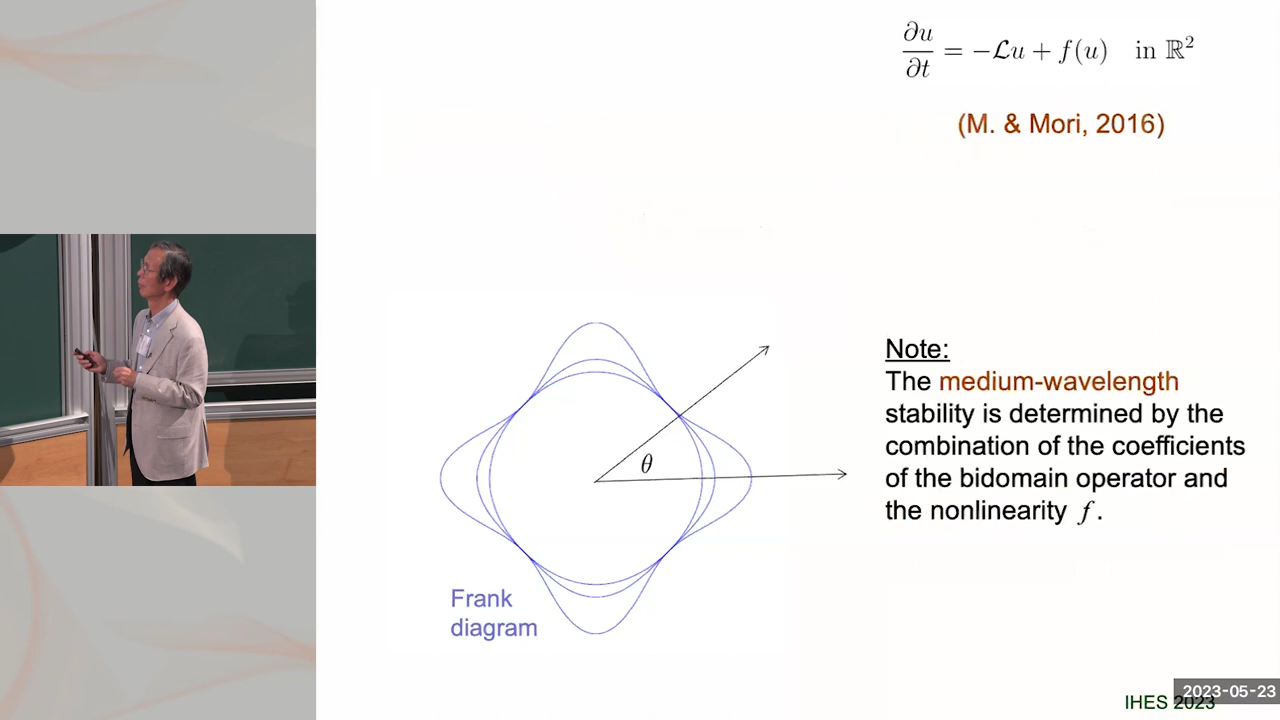 ∂u/∂t = −ℒu + f(u) in ℝ²
(M. & Mori, 2016)
θ
Note:
The medium-wavelength
stability is determined by the
combination of the coefficients
of the bidomain operator and
the nonlinearity f.
Frank
diagram
2023-05-23
IHES 2023